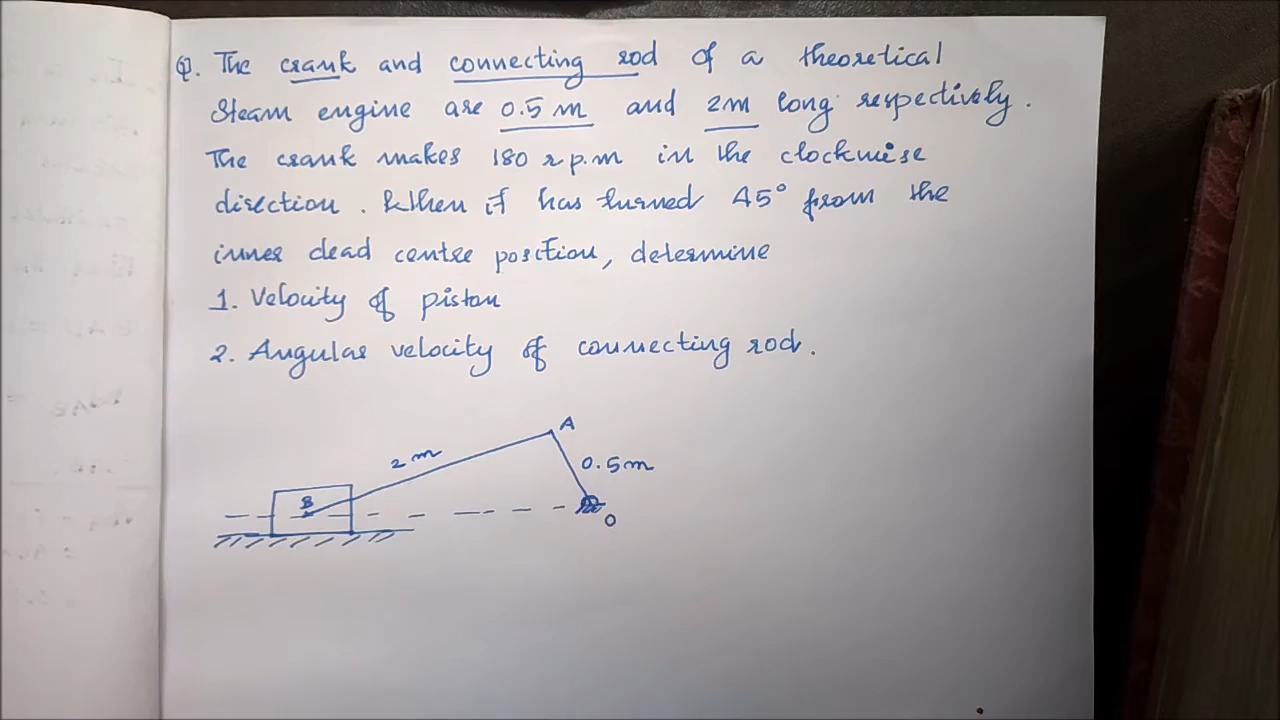 Q. The crank and connecting rod of a theoretical
Steam engine are 0.5 m and 2m long respectively.
The crank makes 180 r.p.m in the clockwise
direction. When it has turned 45° from the
inner dead centre position, determine
1. Velocity of piston
2. Angular velocity of connecting rod.
A
2 m
0.5m
B
O